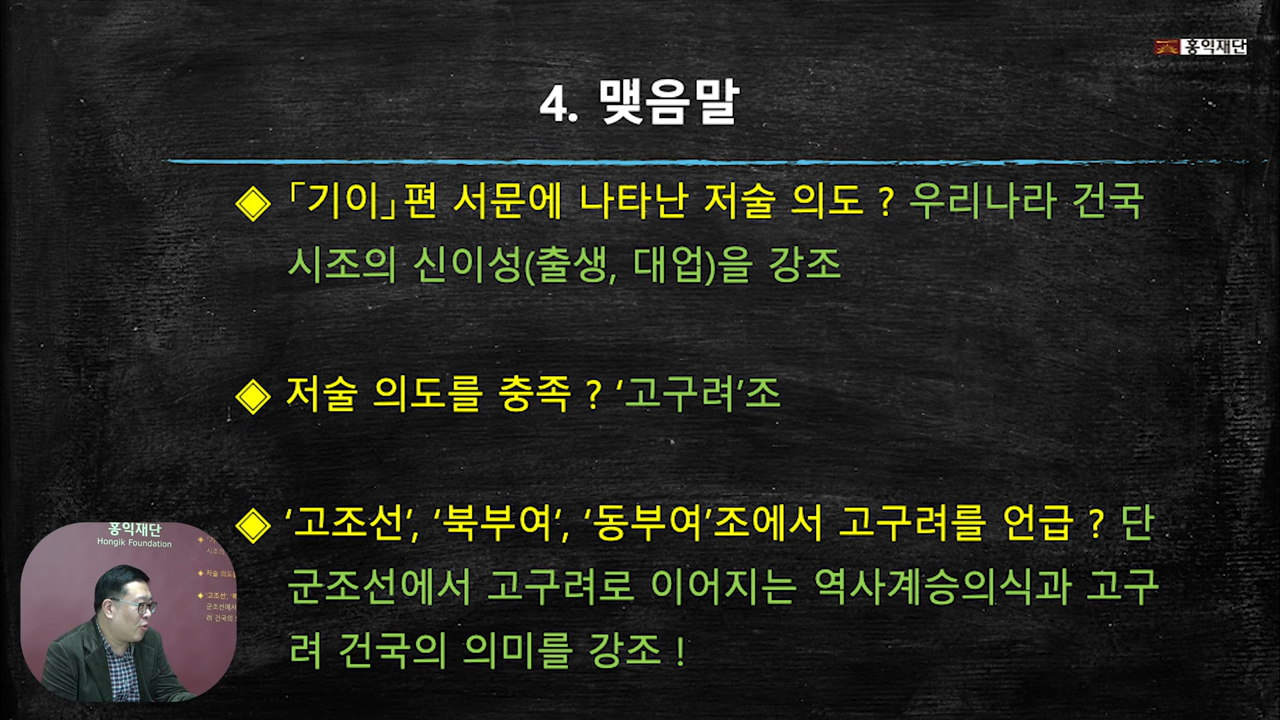 홍익재단
4. 맺음말
◈ 「기이」편 서문에 나타난 저술 의도 ? 우리나라 건국
시조의 신이성(출생, 대업)을 강조
◈ 저술 의도를 충족 ? ‘고구려’조
◈ ‘고조선’, ‘북부여’, ‘동부여’조에서 고구려를 언급 ? 단
군조선에서 고구려로 이어지는 역사계승의식과 고구
려 건국의 의미를 강조 !
홍익재단
Hongik Foundation